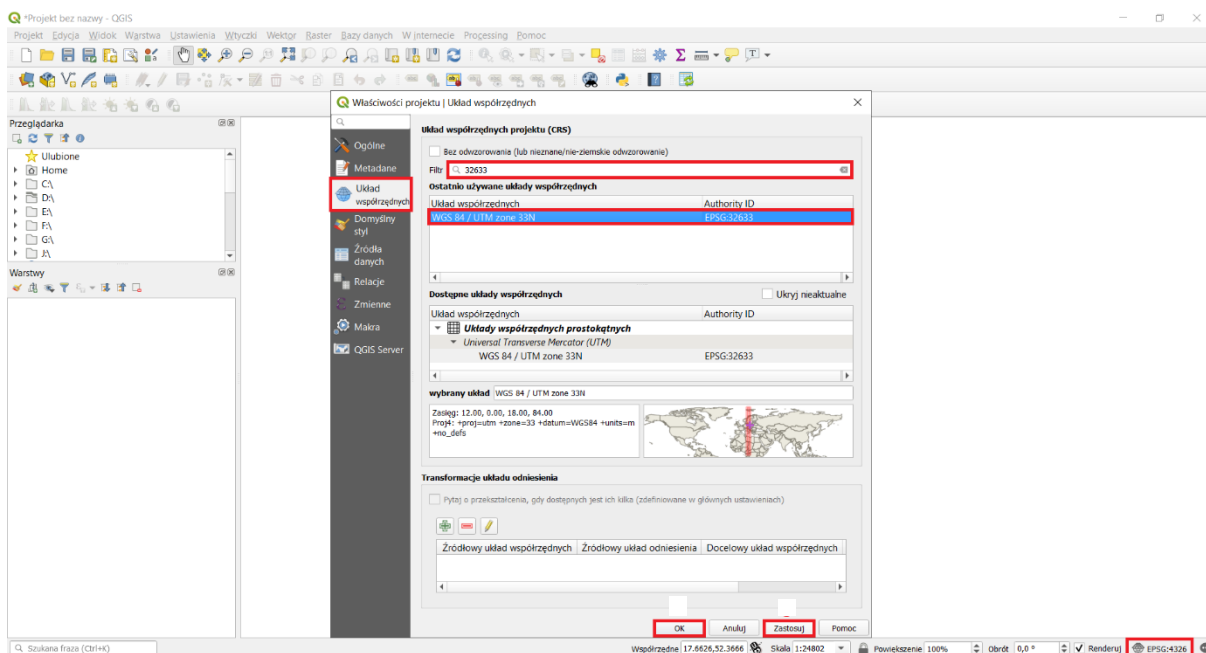 *Projekt bez nazwy - QGIS
Projekt Edycja Widok Warstwa Ustawienia Wtyczki Wektor Raster Bazy danych W internecie Processing Pomoc
Przeglądarka
Ulubione
Home
C:\
D:\
E:\
F:\
G:\
J:\
Warstwy
Właściwości projektu | Układ współrzędnych
Ogólne
Metadane
Układ współrzędnych
Domyślny styl
Źródła danych
Relacje
Zmienne
Makra
QGIS Server
Układ współrzędnych projektu (CRS)
Bez odwzorowania (lub nieznane/nie-ziemskie odwzorowanie)
Filtr 32633
Ostatnio używane układy współrzędnych
Układ współrzędnych Authority ID
WGS 84 / UTM zone 33N EPSG:32633
Dostępne układy współrzędnych Ukryj nieaktualne
Układ współrzędnych Authority ID
Układy współrzędnych prostokątnych
Universal Transverse Mercator (UTM)
WGS 84 / UTM zone 33N EPSG:32633
wybrany układ WGS 84 / UTM zone 33N
Zasięg: 12.00, 0.00, 18.00, 84.00
Proj4: +proj=utm +zone=33 +datum=WGS84 +units=m
+no_defs
Transformacje układu odniesienia
Pytaj o przekształcenia, gdy dostępnych jest ich kilka (zdefiniowane w głównych ustawieniach)
Źródłowy układ współrzędnych Źródłowy układ odniesienia Docelowy układ współrzędnych
OK Anuluj Zastosuj Pomoc
Szukana fraza (Ctrl+K) Współrzędne 17.6626,52.3666 Skala 1:24802 Powiększenie 100% Obrót 0,0 ° Renderuj EPSG:4326